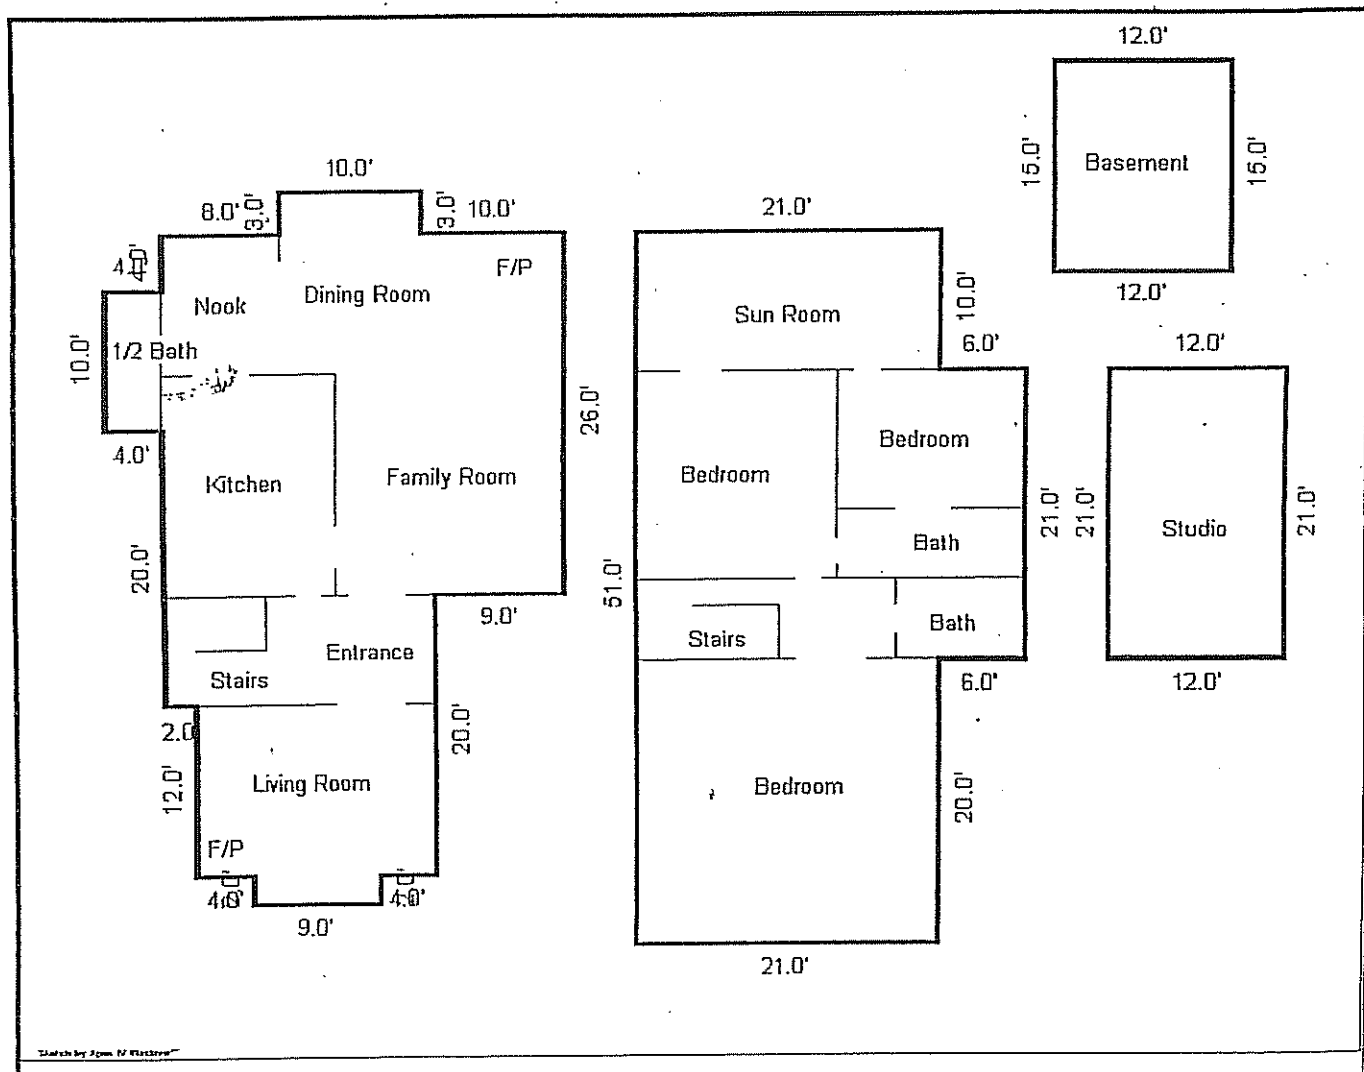 12.0'
15.0'
Basement
15.0'
12.0'
10.0'
8.0'
3.0'
3.0'
10.0'
4.0'
F/P
Nook
Dining Room
10.0'
1/2 Bath
4.0'
26.0'
Kitchen
Family Room
20.0'
9.0'
Entrance
Stairs
2.0
20.0'
12.0'
Living Room
F/P
4.0'
4.0'
9.0'
21.0'
Sun Room
10.0'
6.0'
Bedroom
Bedroom
21.0'
Bath
51.0'
Bath
Stairs
6.0'
Bedroom
20.0'
21.0'
12.0'
21.0'
Studio
21.0'
12.0'